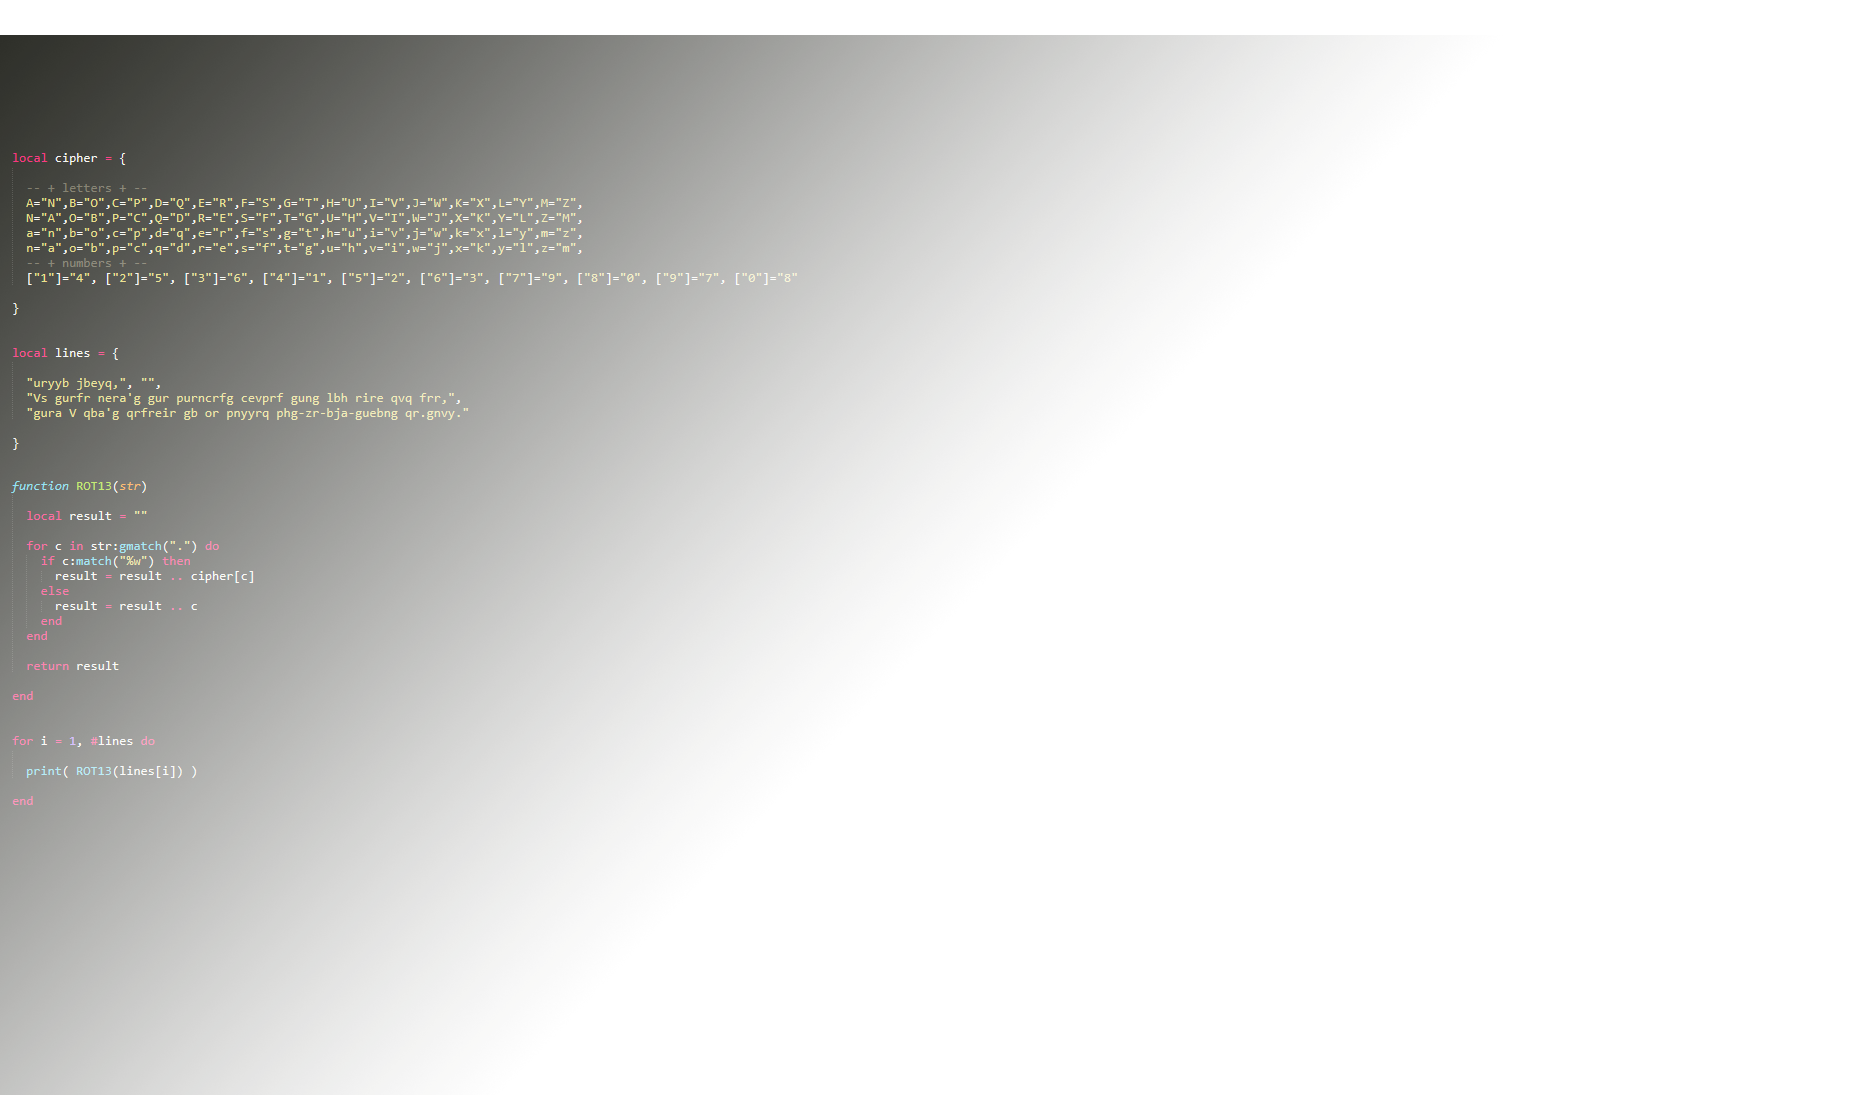 local cipher = {
-- + letters + --
A="N",B="O",C="P",D="Q",E="R",F="S",G="T",H="U",I="V",J="W",K="X",L="Y",M="Z",
N="A",O="B",P="C",Q="D",R="E",S="F",T="G",U="H",V="I",W="J",X="K",Y="L",Z="M",
a="n",b="o",c="p",d="q",e="r",f="s",g="t",h="u",i="v",j="w",k="x",l="y",m="z",
n="a",o="b",p="c",q="d",r="e",s="f",t="g",u="h",v="i",w="j",x="k",y="l",z="m",
-- + numbers + --
["1"]="4", ["2"]="5", ["3"]="6", ["4"]="1", ["5"]="2", ["6"]="3", ["7"]="9", ["8"]="0", ["9"]="7", ["0"]="8"
}
local lines = {
"uryyb jbeyq,", "",
"Vs gurfr nera'g gur purncrfg cevprf gung lbh rire qvq frr,",
"gura V qba'g qrfreir gb or pnyyrq phg-zr-bja-guebng qr.gnvy."
}
function ROT13(str)
local result = ""
for c in str:gmatch(".") do
if c:match("%w") then
result = result .. cipher[c]
else
result = result .. c
end
end
return result
end
for i = 1, #lines do
print( ROT13(lines[i]) )
end